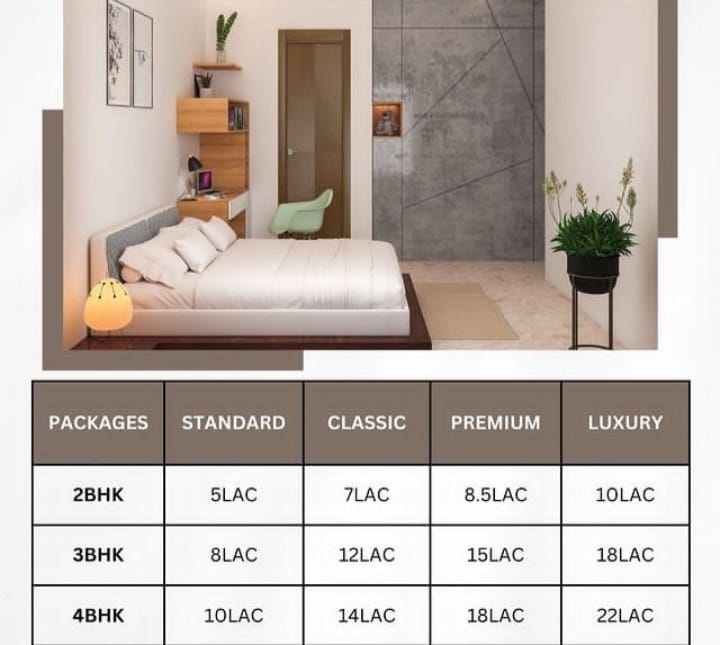 PACKAGES STANDARD CLASSIC PREMIUM LUXURY
2BHK 5LAC 7LAC 8.5LAC 10LAC
3BHK 8LAC 12LAC 15LAC 18LAC
4BHK 10LAC 14LAC 18LAC 22LAC